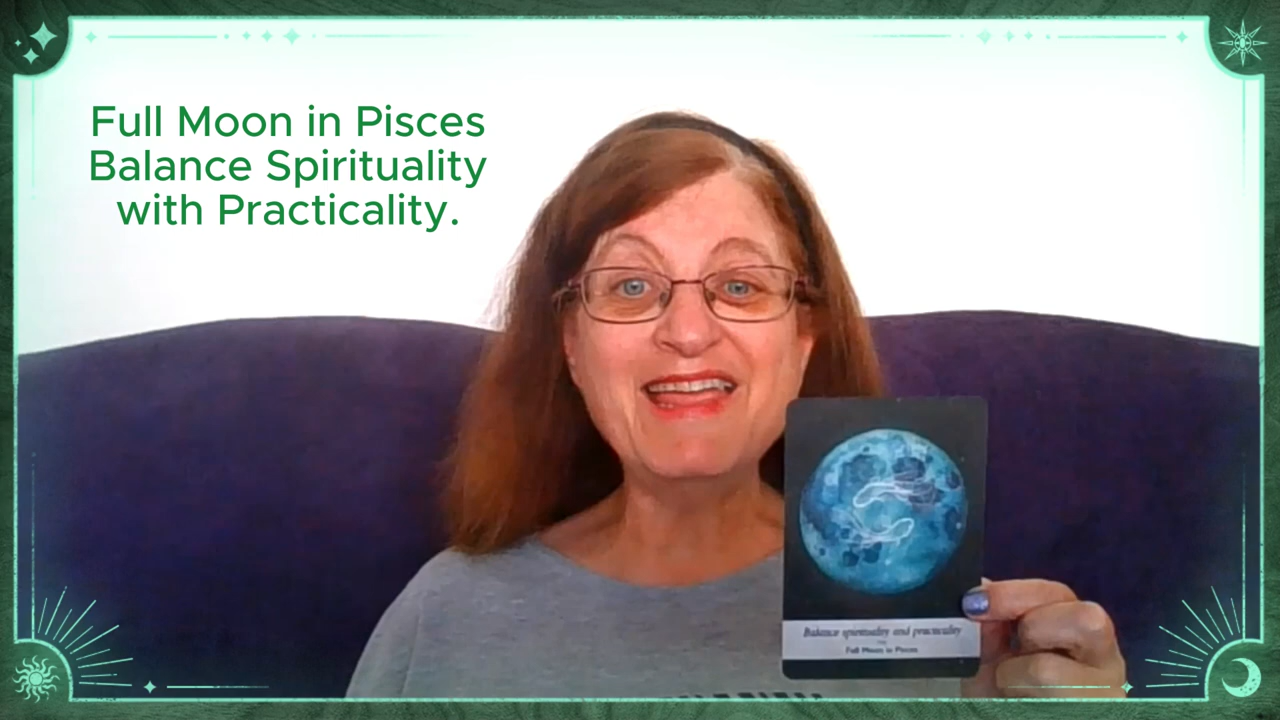 Full Moon in Pisces
Balance Spirituality
with Practicality.
Balance spirituality and practicality
Full Moon in Pisces